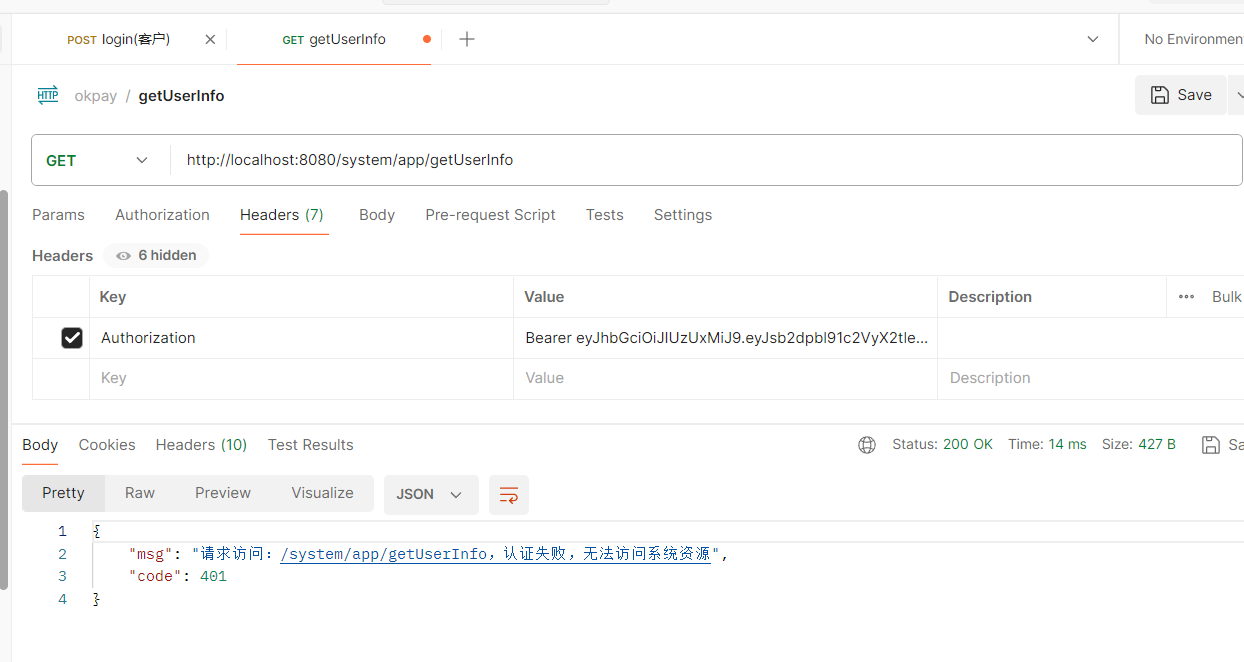 POST login(客户)
GET getUserInfo
No Environmen
HTTP okpay / getUserInfo
Save
GET http://localhost:8080/system/app/getUserInfo
Params Authorization Headers (7) Body Pre-request Script Tests Settings
Headers 6 hidden
Key Value Description ••• Bulk
Authorization Bearer eyJhbGciOiJIUzUxMiJ9.eyJsb2dpbl91c2VyX2tle...
Key Value Description
Body Cookies Headers (10) Test Results Status: 200 OK Time: 14 ms Size: 427 B Sa
Pretty Raw Preview Visualize JSON
1 {
2 "msg": "请求访问：/system/app/getUserInfo，认证失败，无法访问系统资源",
3 "code": 401
4 }